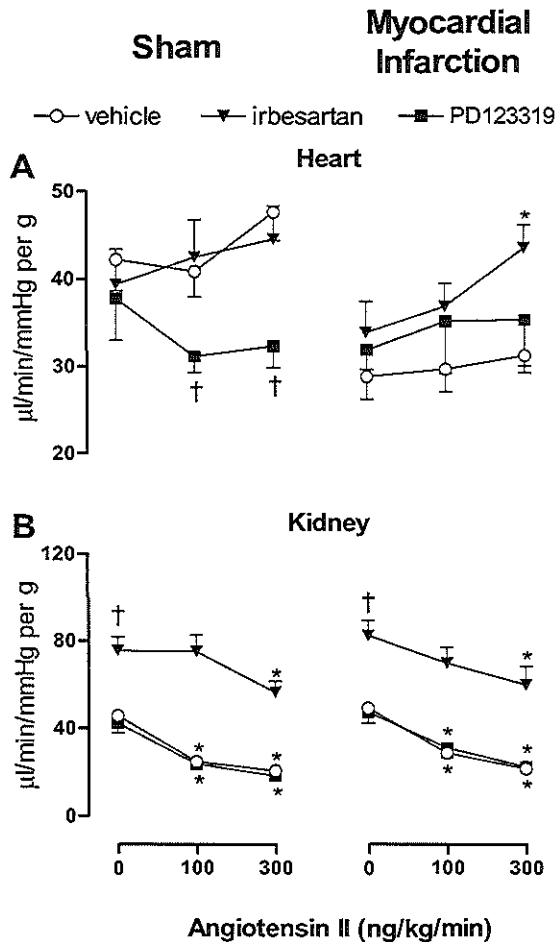 Sham
Myocardial
Infarction
vehicle
irbesartan
PD123319
A
Heart
µl/min/mmHg per g
50
40
30
20
†
†
*
B
Kidney
µl/min/mmHg per g
120
80
40
0
†
*
*
*
*
*
†
*
*
*
*
*
0
100
300
0
100
300
Angiotensin II (ng/kg/min)